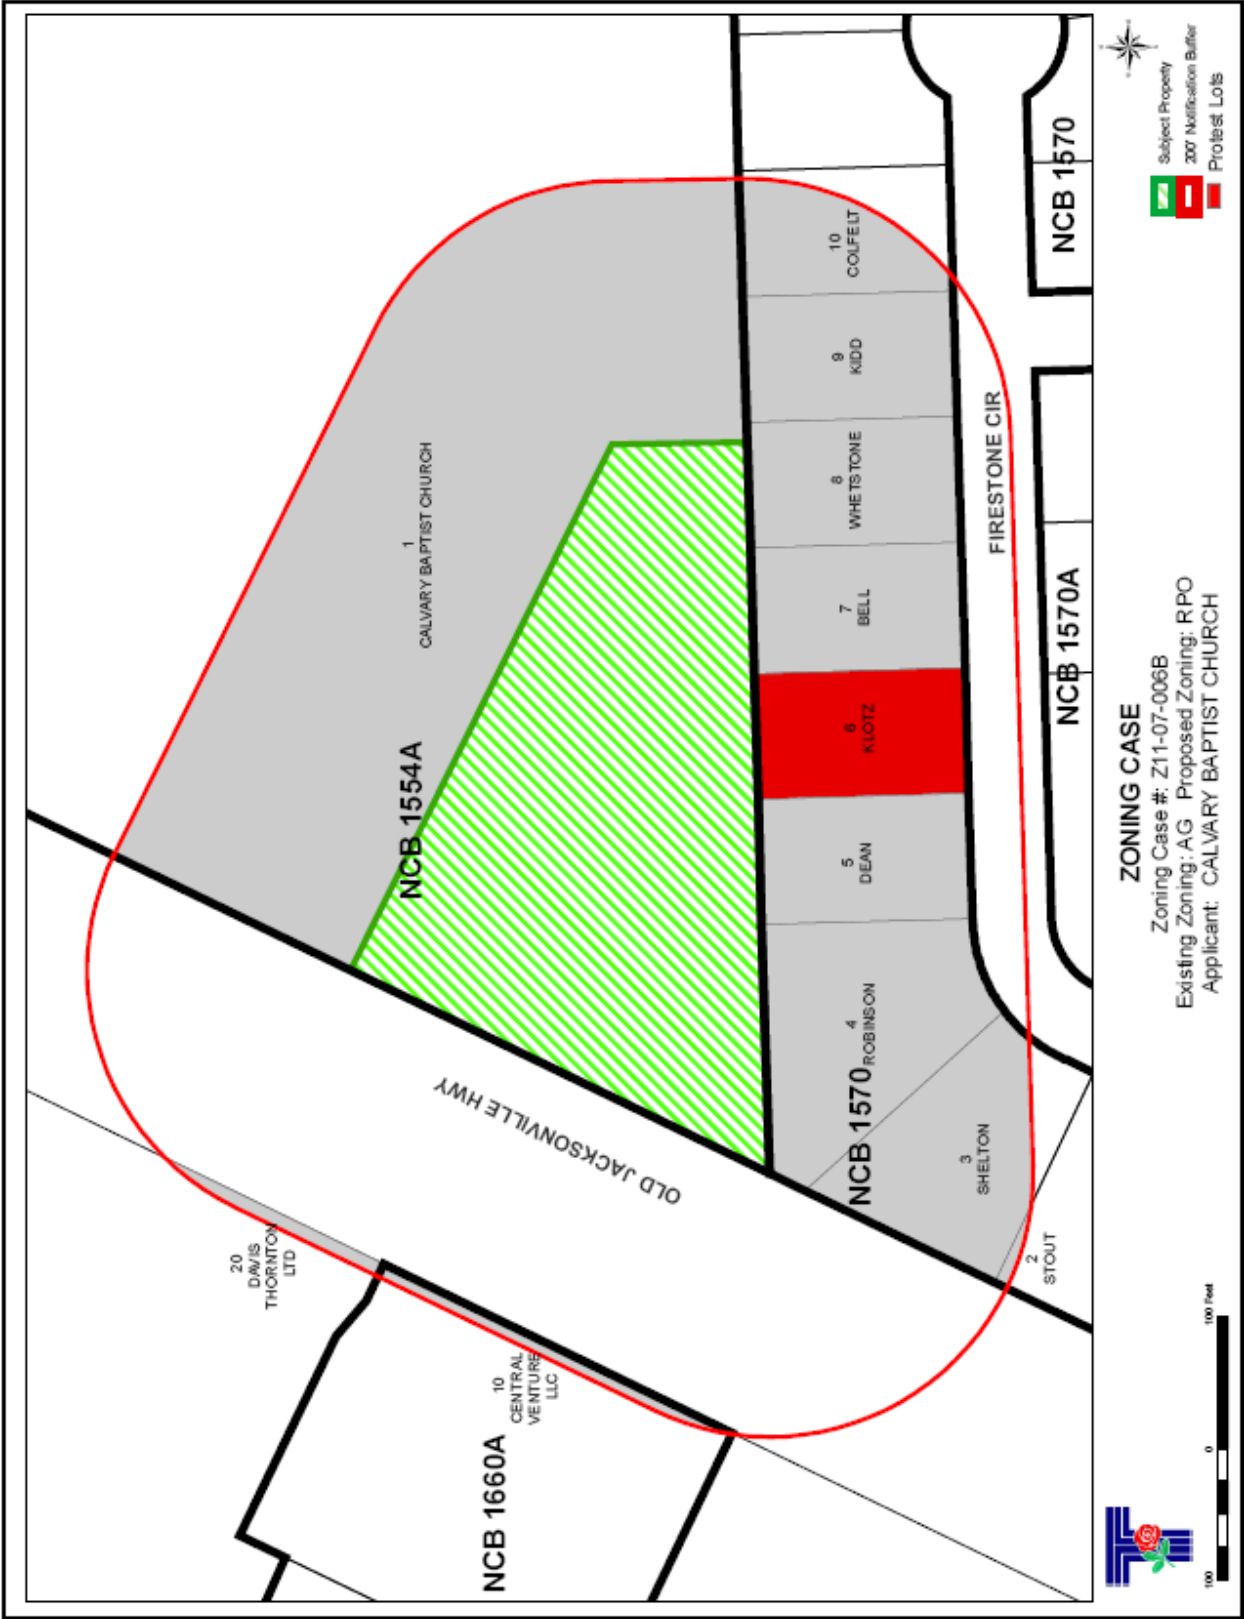 1
CALVARY BAPTIST CHURCH
NCB 1554A
OLD JACKSONVILLE HWY
20
DAVIS
THORNTON
LTD
10
CENTRAL
VENTURE
LLC
NCB 1660A
10
COLFELT
9
KIDD
8
WHETSTONE
7
BELL
6
KLOTZ
5
DEAN
4
ROBINSON
NCB 1570
3
SHELTON
2
STOUT
FIRESTONE CIR
NCB 1570
NCB 1570A
ZONING CASE
Zoning Case #: Z11-07-006B
Existing Zoning: AG Proposed Zoning: RPO
Applicant: CALVARY BAPTIST CHURCH
Subject Property
200' Notification Buffer
Protest Lots
100 0 100 Feet